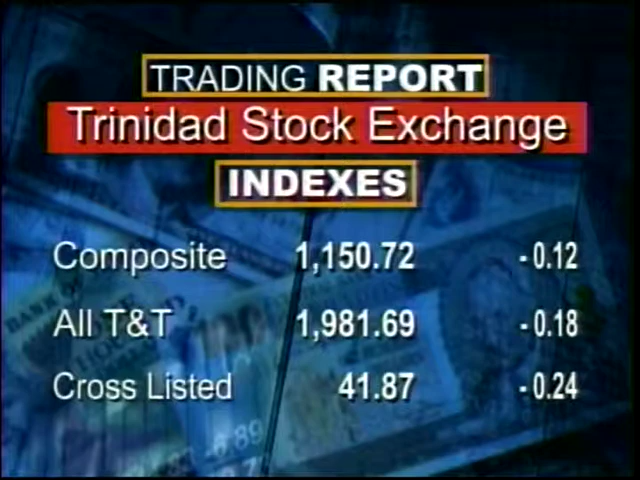 TRADING REPORT
Trinidad Stock Exchange
INDEXES
Composite 1,150.72 - 0.12
All T&T 1,981.69 - 0.18
Cross Listed 41.87 - 0.24